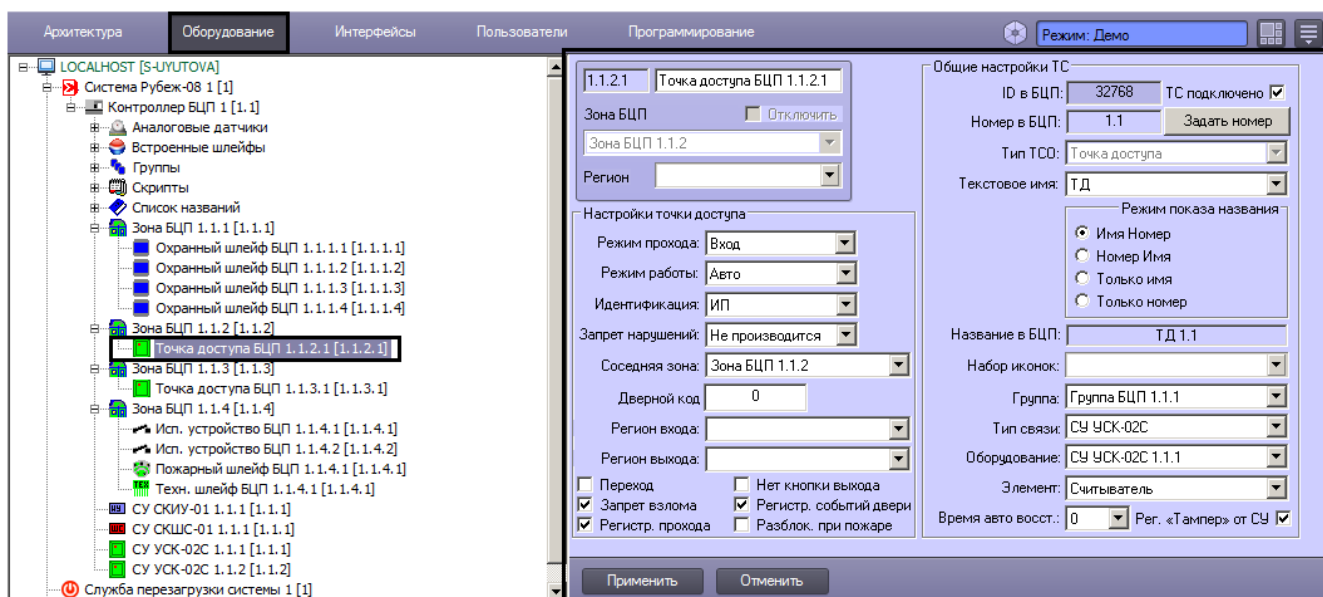 Архитектура Оборудование Интерфейсы Пользователи Программирование Режим: Демо
LOCALHOST [S-UYUTOVA]
Система Рубеж-08 1 [1]
Контроллер БЦП 1 [1.1]
Аналоговые датчики
Встроенные шлейфы
Группы
Скрипты
Список названий
Зона БЦП 1.1.1 [1.1.1]
Охранный шлейф БЦП 1.1.1.1 [1.1.1.1]
Охранный шлейф БЦП 1.1.1.2 [1.1.1.2]
Охранный шлейф БЦП 1.1.1.3 [1.1.1.3]
Охранный шлейф БЦП 1.1.1.4 [1.1.1.4]
Зона БЦП 1.1.2 [1.1.2]
Точка доступа БЦП 1.1.2.1 [1.1.2.1]
Зона БЦП 1.1.3 [1.1.3]
Точка доступа БЦП 1.1.3.1 [1.1.3.1]
Зона БЦП 1.1.4 [1.1.4]
Исп. устройство БЦП 1.1.4.1 [1.1.4.1]
Исп. устройство БЦП 1.1.4.2 [1.1.4.2]
Пожарный шлейф БЦП 1.1.4.1 [1.1.4.1]
Техн. шлейф БЦП 1.1.4.1 [1.1.4.1]
СУ СКИУ-01 1.1.1 [1.1.1]
СУ СКШС-01 1.1.1 [1.1.1]
СУ УСК-02С 1.1.1 [1.1.1]
СУ УСК-02С 1.1.2 [1.1.2]
Служба перезагрузки системы 1 [1]
1.1.2.1 Точка доступа БЦП 1.1.2.1
Зона БЦП Отключить
Зона БЦП 1.1.2
Регион
Настройки точки доступа
Режим прохода: Вход
Режим работы: Авто
Идентификация: ИП
Запрет нарушений: Не производится
Соседняя зона: Зона БЦП 1.1.2
Дверной код 0
Регион входа:
Регион выхода:
Переход Нет кнопки выхода
Запрет взлома Регистр. событий двери
Регистр. прохода Разблок. при пожаре
Общие настройки ТС
ID в БЦП: 32768 ТС подключено
Номер в БЦП: 1.1 Задать номер
Тип ТСО: Точка доступа
Текстовое имя: ТД
Режим показа названия
Имя Номер
Номер Имя
Только имя
Только номер
Название в БЦП: ТД 1.1
Набор иконок:
Группа: Группа БЦП 1.1.1
Тип связи: СУ УСК-02С
Оборудование: СУ УСК-02С 1.1.1
Элемент: Считыватель
Время авто восст.: 0 Рег. «Тампер» от СУ
Применить Отменить